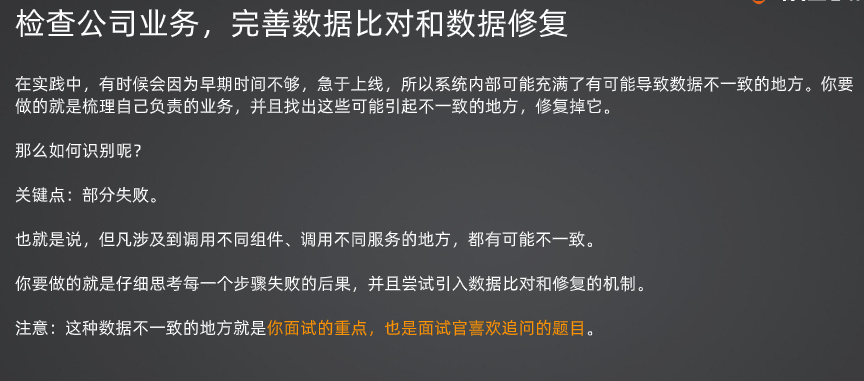 检查公司业务，完善数据比对和数据修复
在实践中，有时候会因为早期时间不够，急于上线，所以系统内部可能充满了有可能导致数据不一致的地方。你要
做的就是梳理自己负责的业务，并且找出这些可能引起不一致的地方，修复掉它。
那么如何识别呢？
关键点：部分失败。
也就是说，但凡涉及到调用不同组件、调用不同服务的地方，都有可能不一致。
你要做的就是仔细思考每一个步骤失败的后果，并且尝试引入数据比对和修复的机制。
注意：这种数据不一致的地方就是你面试的重点，也是面试官喜欢追问的题目。